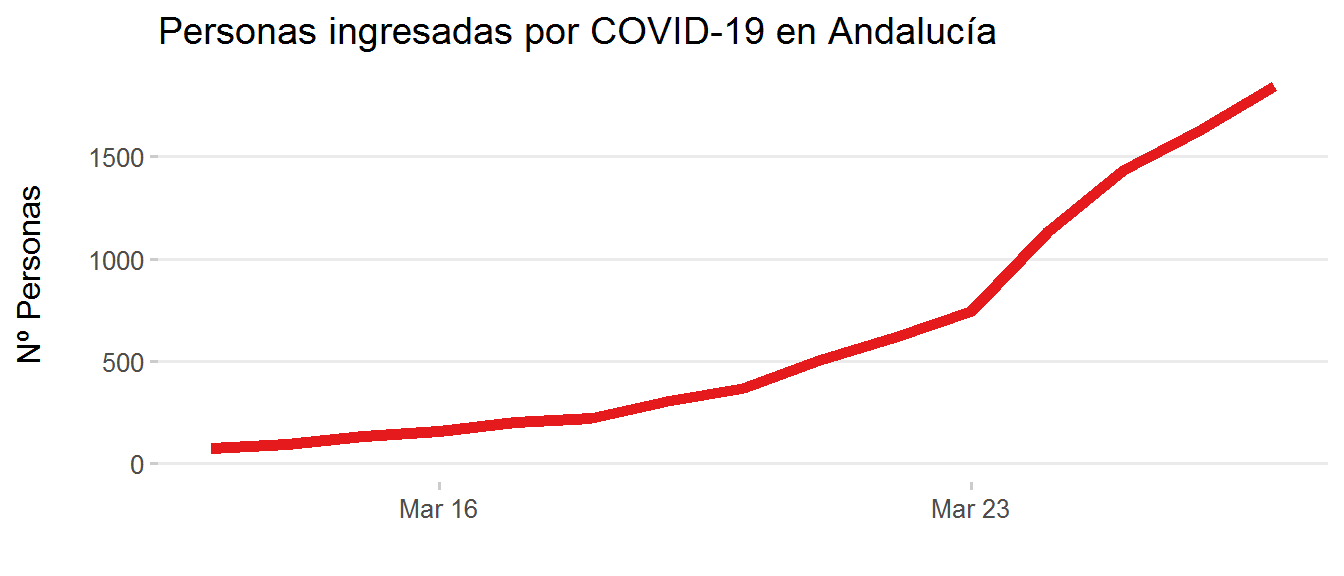 Personas ingresadas por COVID-19 en Andalucía
Nº Personas
1500
1000
500
0
Mar 16
Mar 23